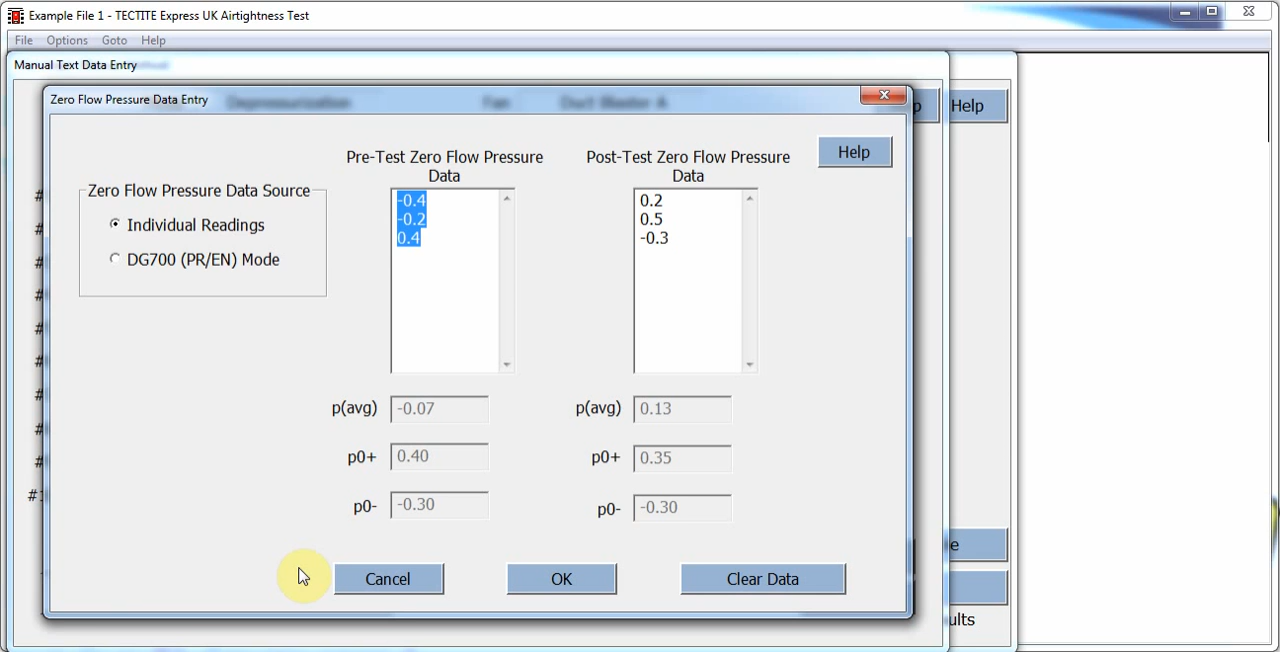 Example File 1 - TECTITE Express UK Airtightness Test
File Options Goto Help
Manual Text Data Entry
Zero Flow Pressure Data Entry
Depressurization Fan Duct Blaster A
Help
Help
Pre-Test Zero Flow Pressure
Data
Post-Test Zero Flow Pressure
Data
Zero Flow Pressure Data Source
Individual Readings
DG700 (PR/EN) Mode
-0.4
-0.2
0.4
0.2
0.5
-0.3
p(avg) -0.07
p(avg) 0.13
p0+ 0.40
p0+ 0.35
p0- -0.30
p0- -0.30
Cancel OK Clear Data